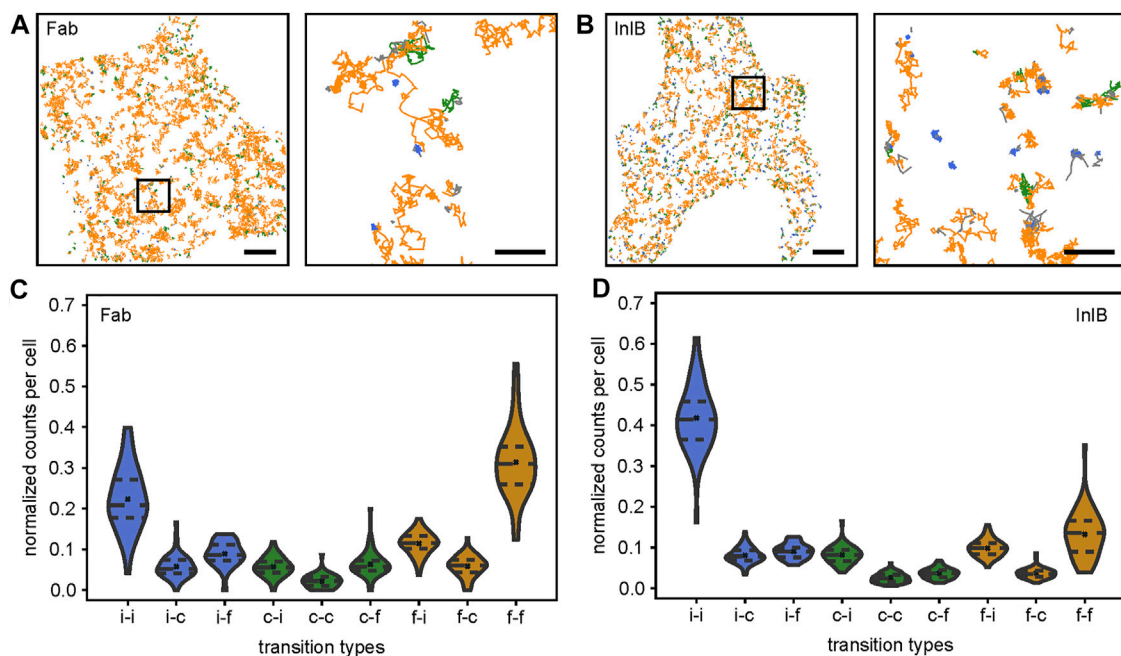 A
Fab
B
InlB
C
D
normalized counts per cell
0.7
0.6
0.5
0.4
0.3
0.2
0.1
0.0
Fab
i-i
i-c
i-f
c-i
c-c
c-f
f-i
f-c
f-f
transition types
normalized counts per cell
0.7
0.6
0.5
0.4
0.3
0.2
0.1
0.0
InlB
i-i
i-c
i-f
c-i
c-c
c-f
f-i
f-c
f-f
transition types